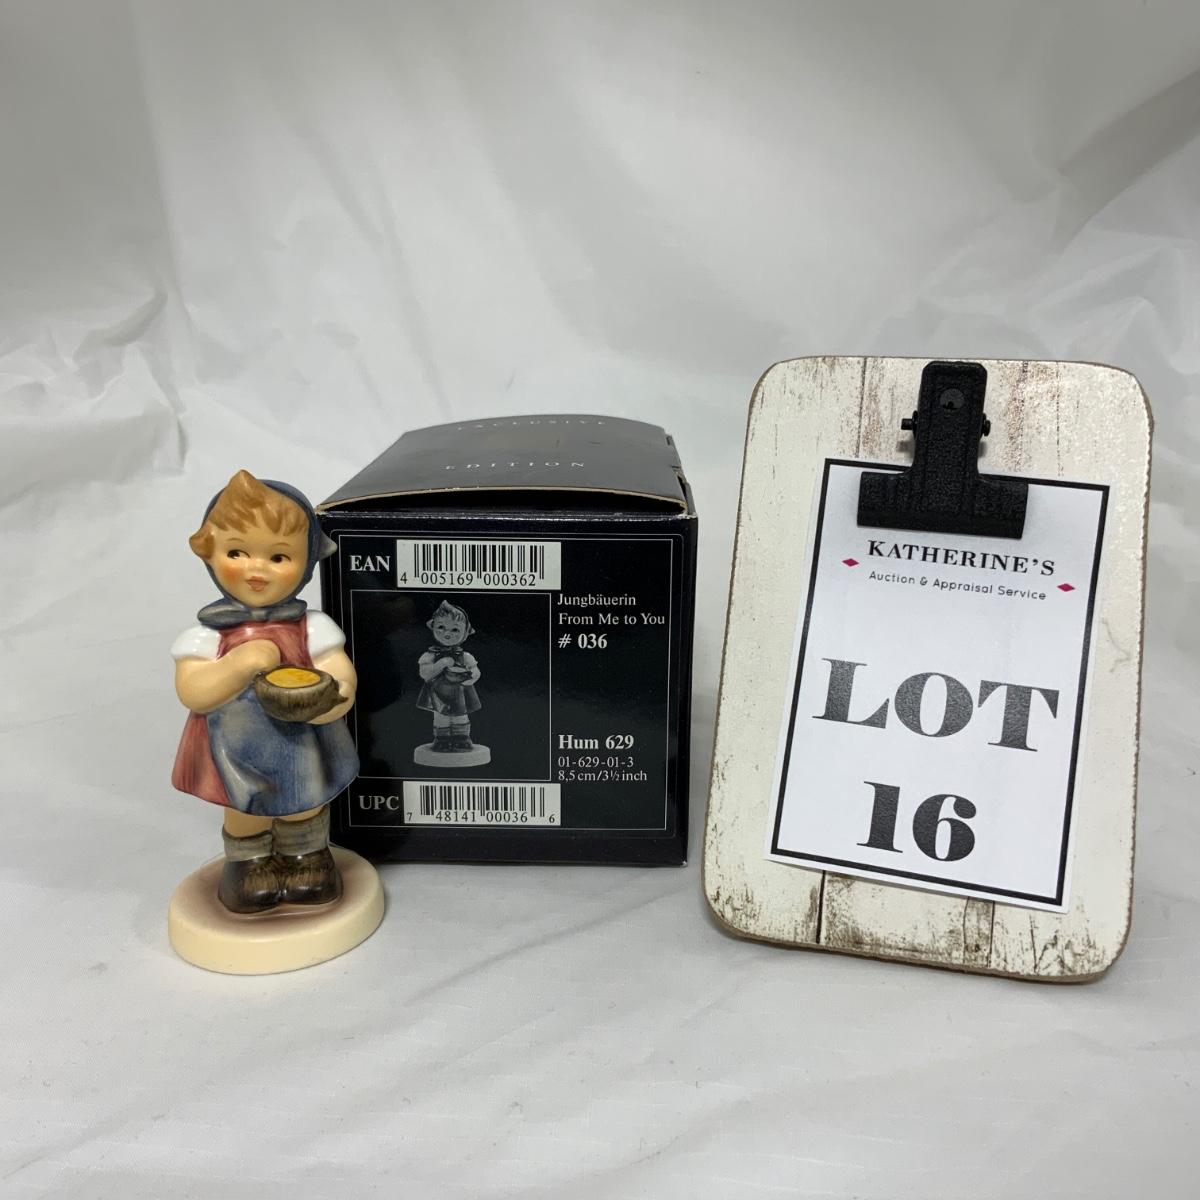 EXCLUSIVE
EDITION
EAN
4 005169 000362
Jungbäuerin
From Me to You
# 036
Hum 629
01-629-01-3
8,5 cm/3½ inch
UPC
7 48141 00036 6
KATHERINE'S
Auction & Appraisal Service
LOT
16